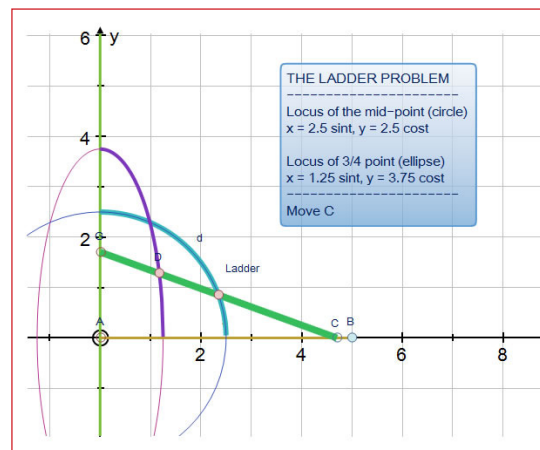 6
y
THE LADDER PROBLEM
----------------------
Locus of the mid-point (circle)
x = 2.5 sint, y = 2.5 cost
4
Locus of 3/4 point (ellipse)
x = 1.25 sint, y = 3.75 cost
----------------------
Move C
2
d
G
D
Ladder
A
C B
2 4 6 8